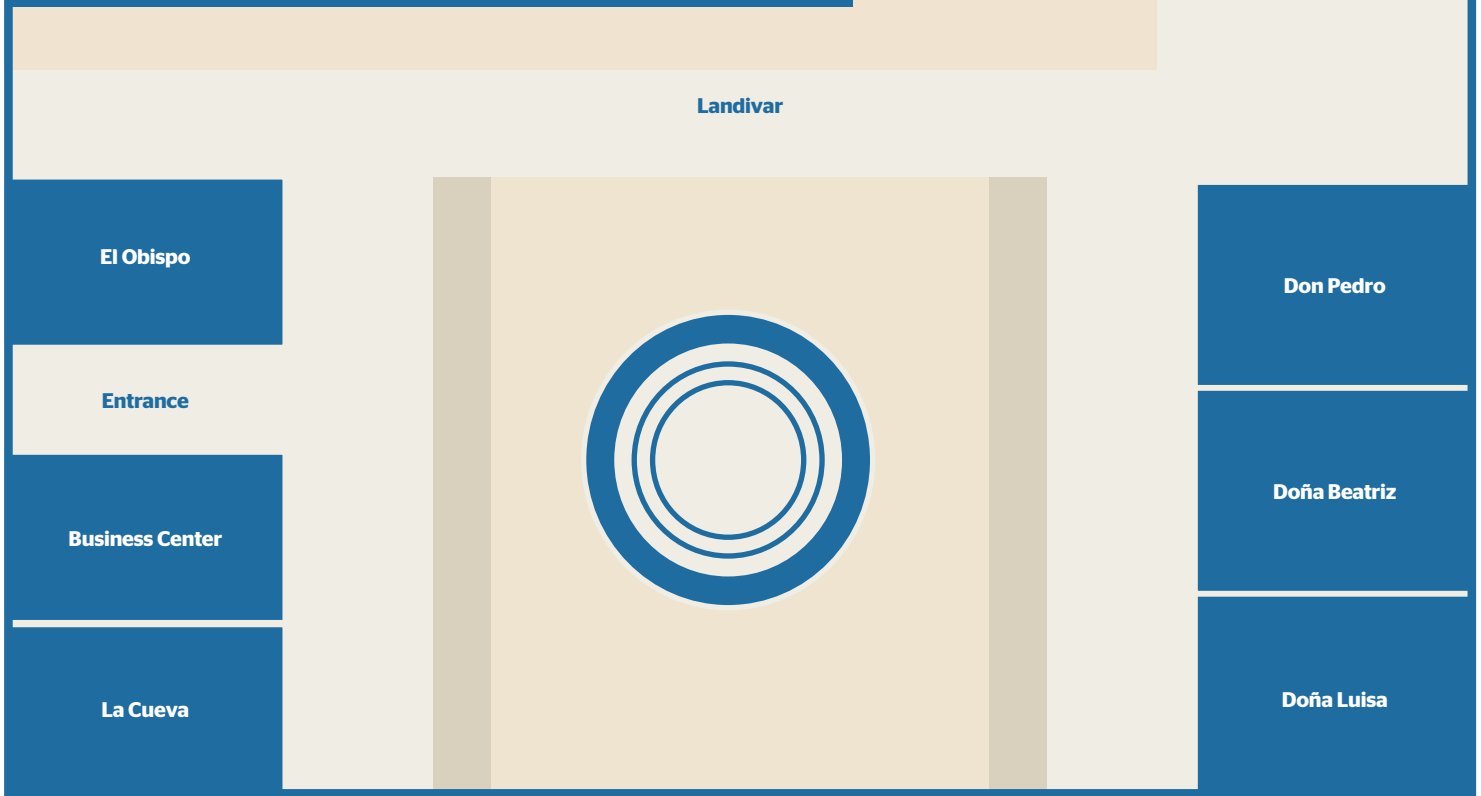 Landivar
El Obispo
Don Pedro
Entrance
Doña Beatriz
Business Center
Doña Luisa
La Cueva